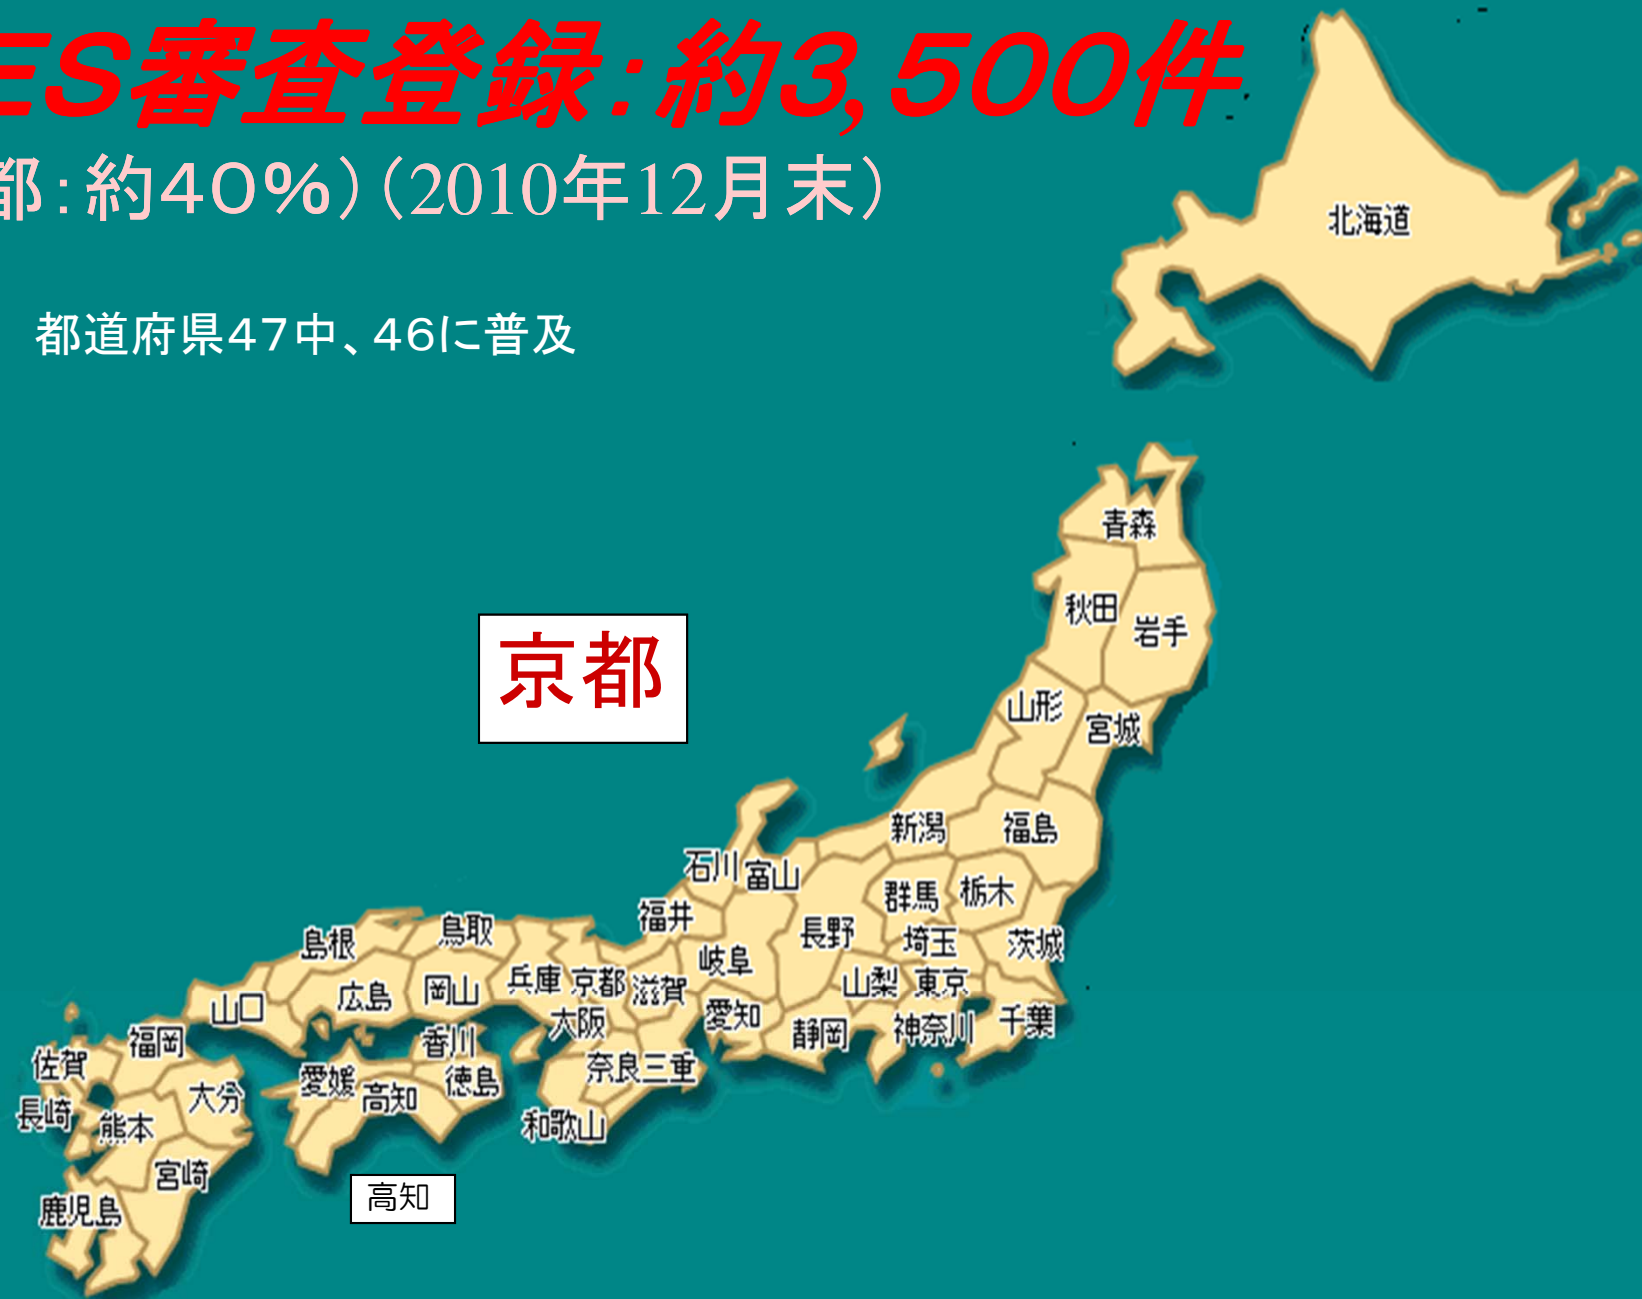 ES審査登録：約３,５００件
都：約４０％）（2010年12月末）
都道府県４７中、４６に普及
北海道
青森
秋田
岩手
京都
山形
宮城
新潟
福島
石川
富山
群馬
栃木
福井
長野
埼玉
茨城
島根
鳥取
岐阜
兵庫
京都
滋賀
山梨
東京
広島
岡山
山口
大阪
愛知
静岡
神奈川
千葉
福岡
香川
佐賀
奈良
三重
愛媛
高知
徳島
大分
長崎
熊本
和歌山
宮崎
高知
鹿児島